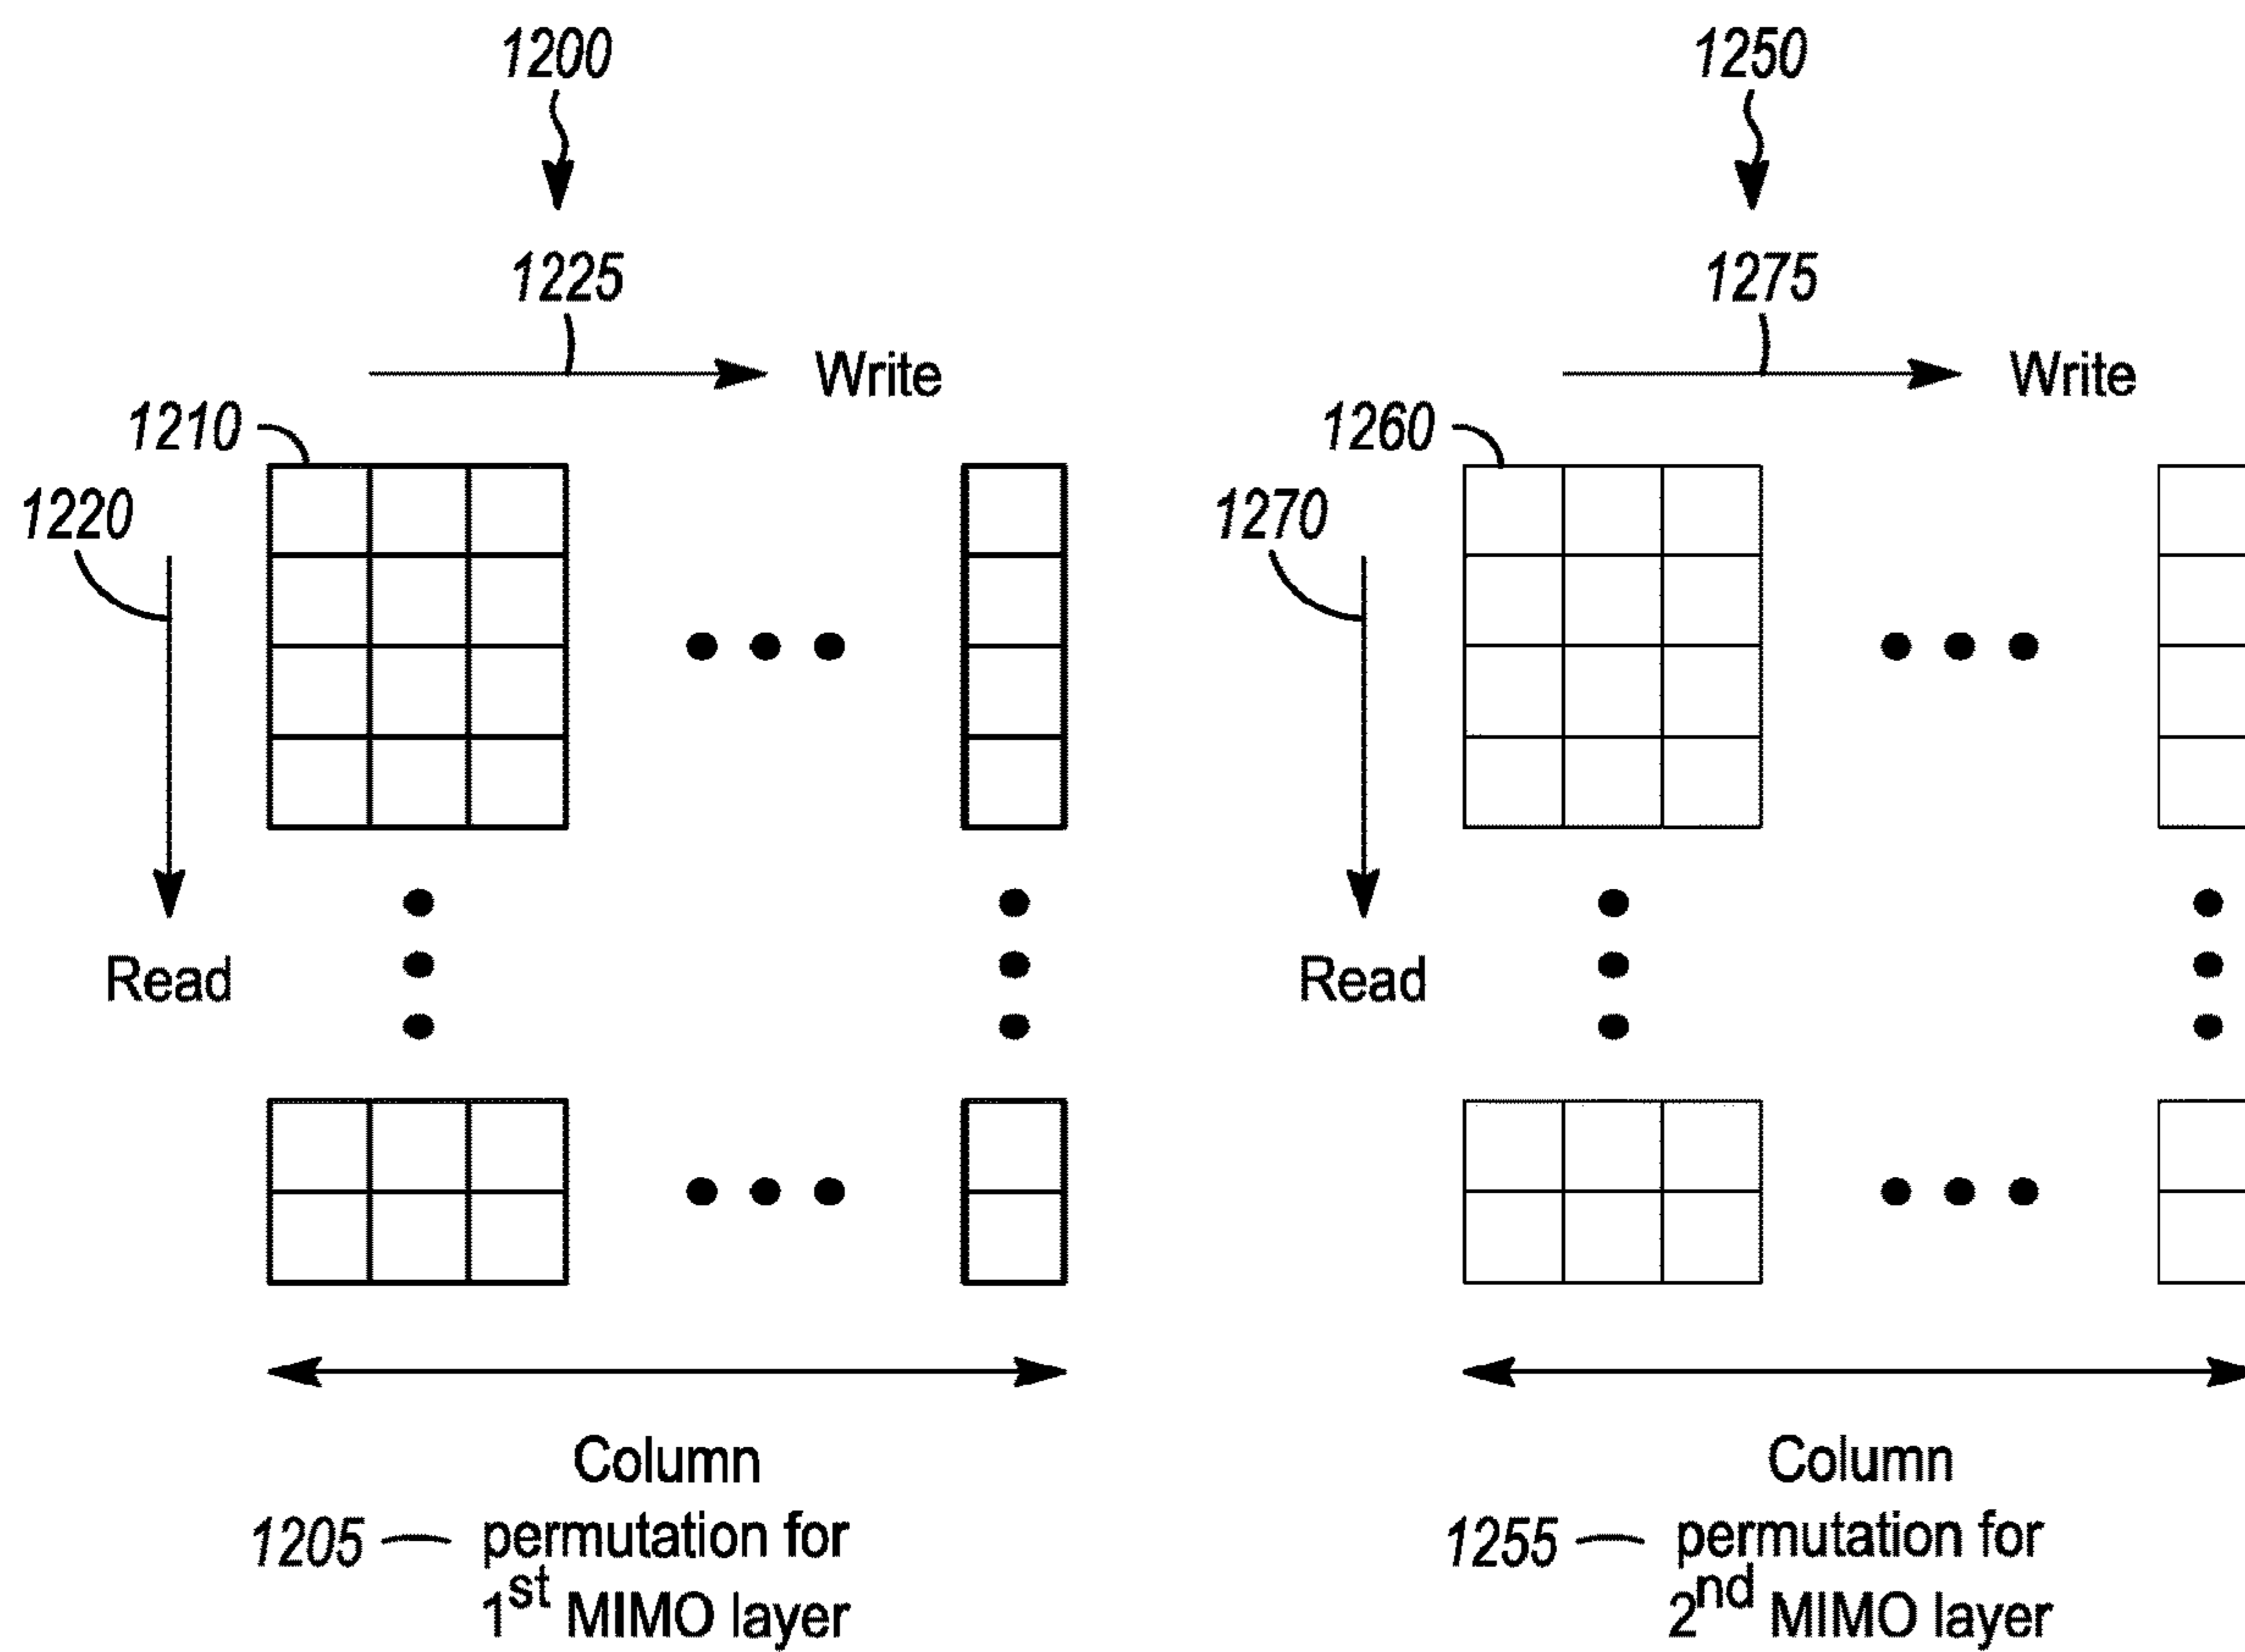 1200
1250
1225
1275
Write
Write
1210
1260
1220
1270
Read
Read
Column
1205 permutation for
1st MIMO layer
Column
1255 permutation for
2nd MIMO layer